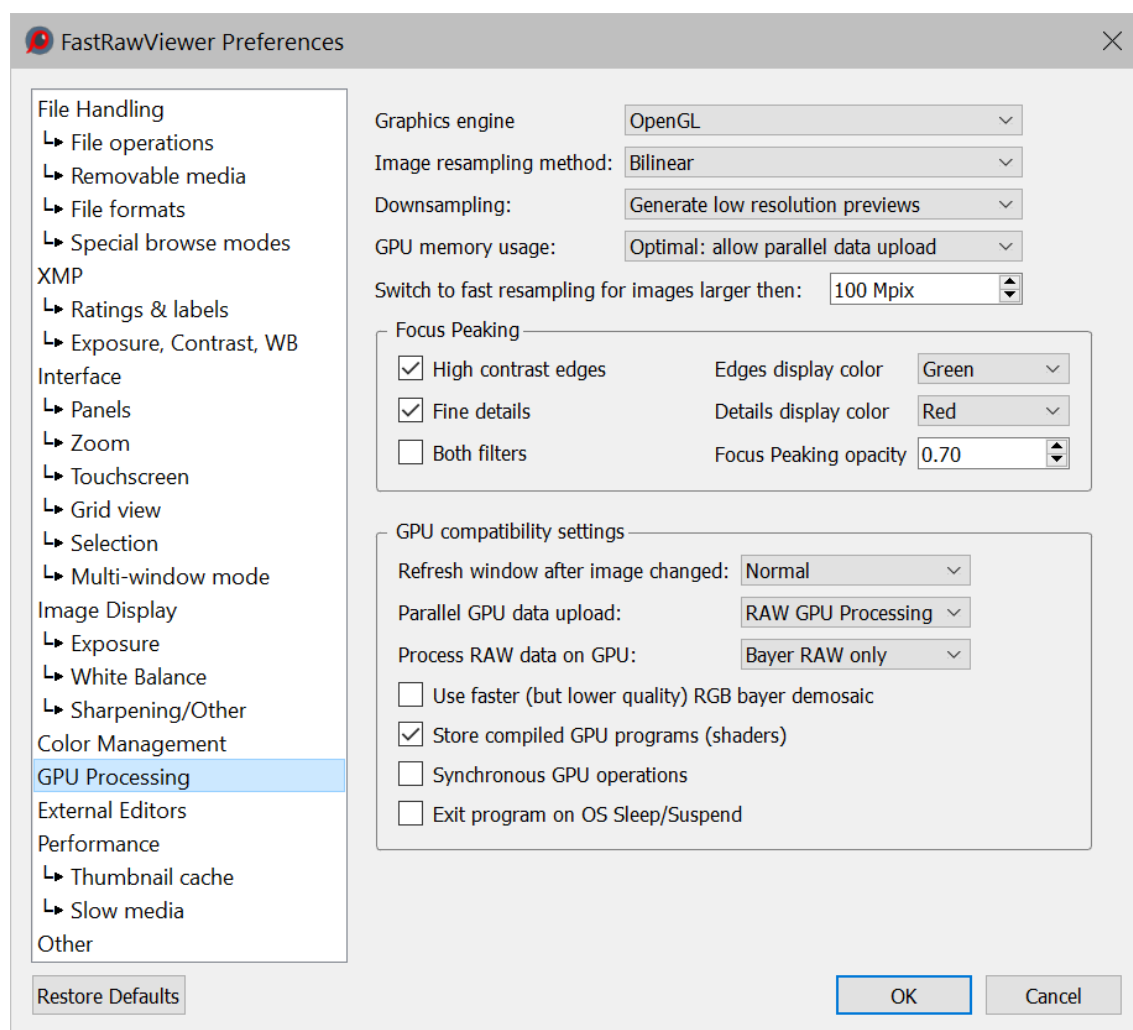 FastRawViewer Preferences
File Handling
File operations
Removable media
File formats
Special browse modes
XMP
Ratings & labels
Exposure, Contrast, WB
Interface
Panels
Zoom
Touchscreen
Grid view
Selection
Multi-window mode
Image Display
Exposure
White Balance
Sharpening/Other
Color Management
GPU Processing
External Editors
Performance
Thumbnail cache
Slow media
Other
Graphics engine OpenGL
Image resampling method: Bilinear
Downsampling: Generate low resolution previews
GPU memory usage: Optimal: allow parallel data upload
Switch to fast resampling for images larger then: 100 Mpix
Focus Peaking
High contrast edges Edges display color Green
Fine details Details display color Red
Both filters Focus Peaking opacity 0.70
GPU compatibility settings
Refresh window after image changed: Normal
Parallel GPU data upload: RAW GPU Processing
Process RAW data on GPU: Bayer RAW only
Use faster (but lower quality) RGB bayer demosaic
Store compiled GPU programs (shaders)
Synchronous GPU operations
Exit program on OS Sleep/Suspend
Restore Defaults OK Cancel